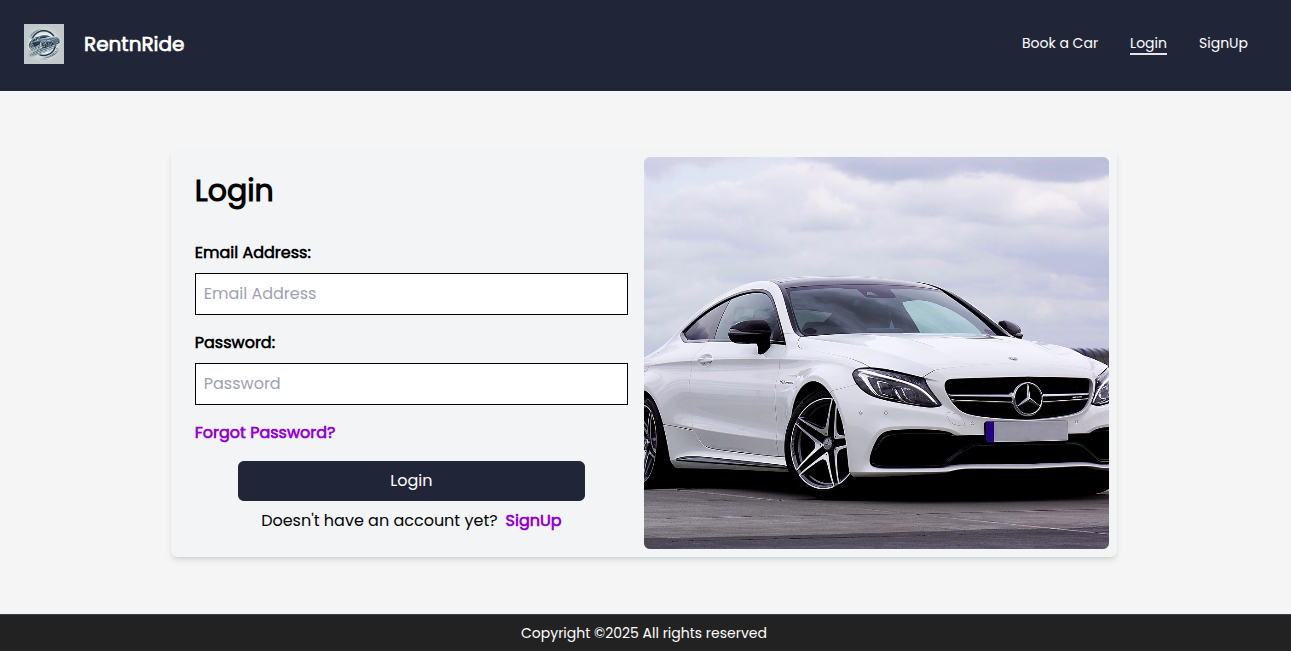 RentnRide
Book a Car
Login
SignUp
Login
Email Address:
Email Address
Password:
Password
Forgot Password?
Login
Doesn't have an account yet? SignUp
Copyright ©2025 All rights reserved